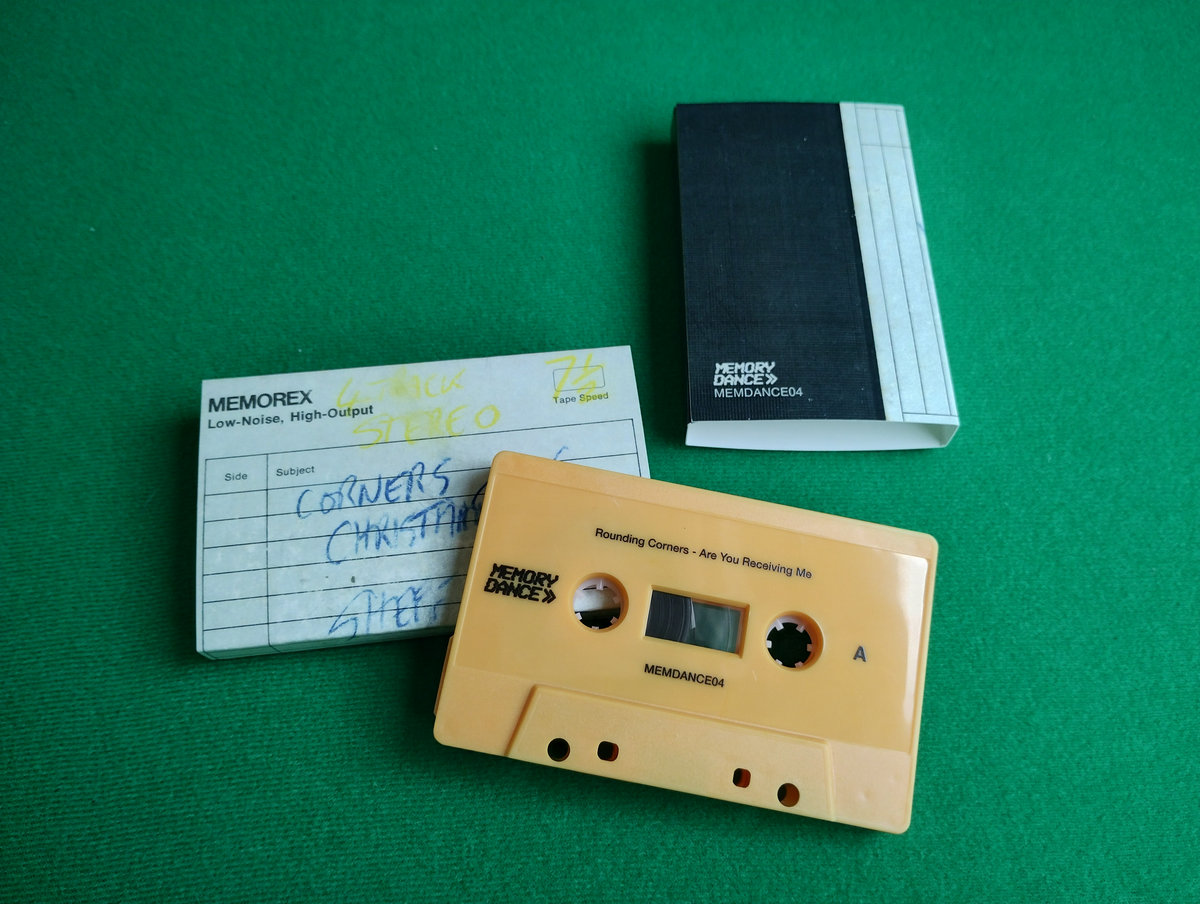 MEMORY
DANCE
MEMDANCE04
MEMOREX
Low-Noise, High-Output
4 TRACK
STEREO
7½
Tape Speed
Side
Subject
CORNERS
Rounding Corners - Are You Receiving Me
MEMORY
DANCE
A
MEMDANCE04